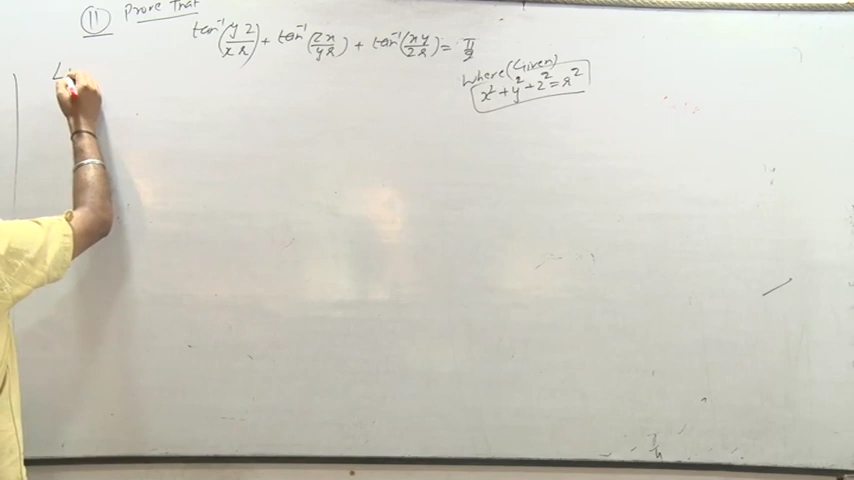 11 Prove That
tan⁻¹(yz/xr) + tan⁻¹(zx/yr) + tan⁻¹(xy/zr) = π/2
Where (Given)
x² + y² + z² = r²
L